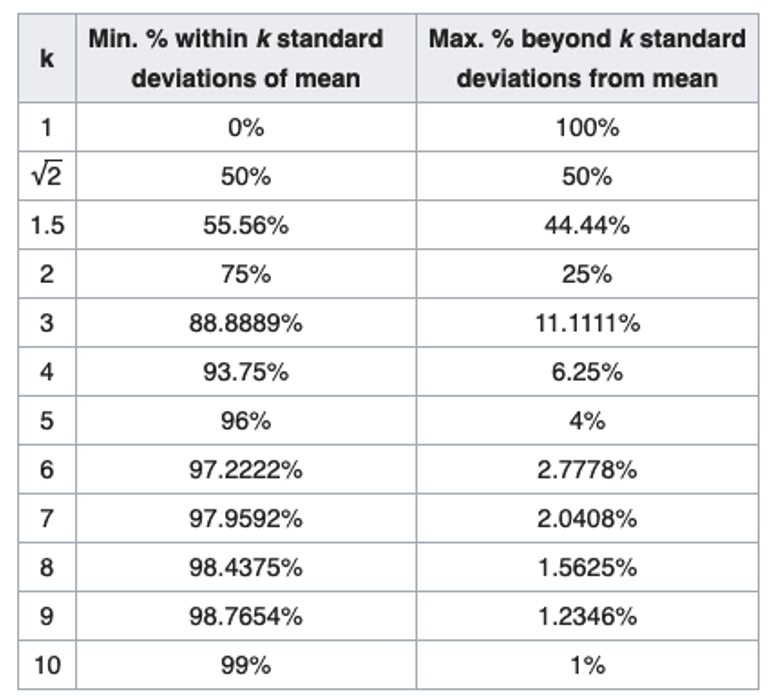 k Min. % within k standard deviations of mean Max. % beyond k standard deviations from mean
1 0% 100%
√2 50% 50%
1.5 55.56% 44.44%
2 75% 25%
3 88.8889% 11.1111%
4 93.75% 6.25%
5 96% 4%
6 97.2222% 2.7778%
7 97.9592% 2.0408%
8 98.4375% 1.5625%
9 98.7654% 1.2346%
10 99% 1%